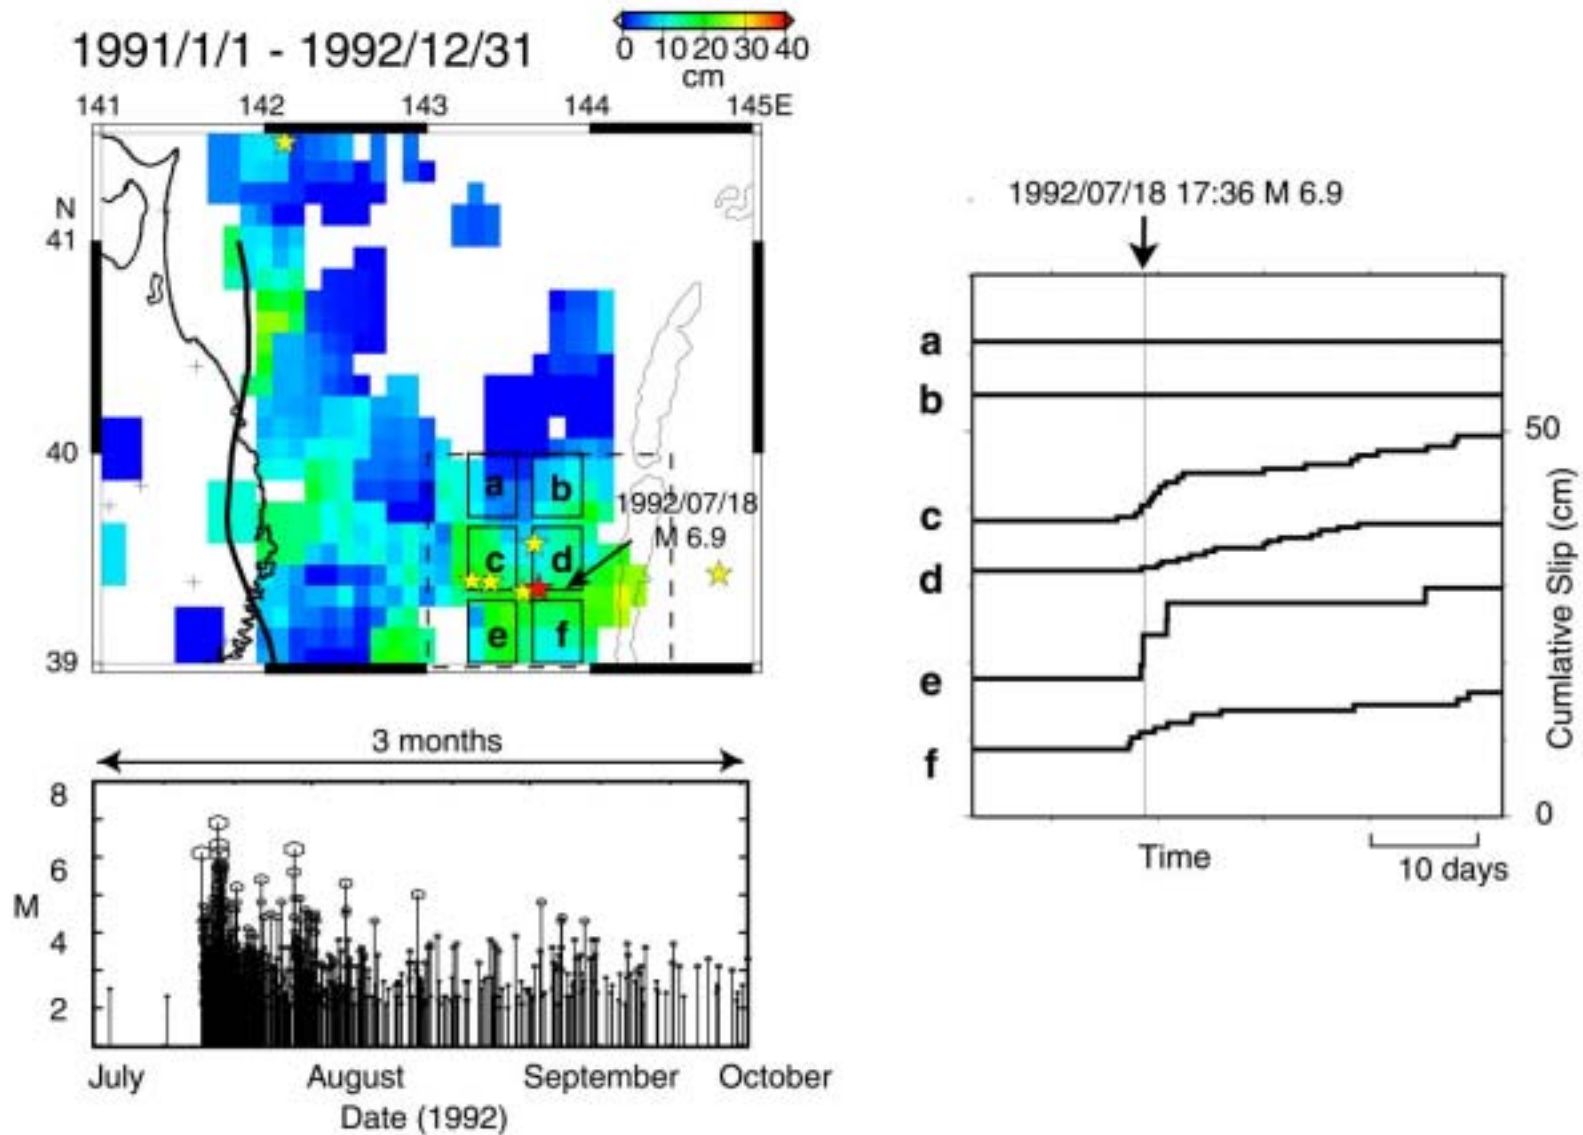 1991/1/1 - 1992/12/31
0 10 20 30 40
cm
141 142 143 144 145E
N
41
40
39
a b
1992/07/18
M 6.9
c d
e f
3 months
8
6
M
4
2
July August September October
Date (1992)
1992/07/18 17:36 M 6.9
a
b
50
c
d
e
f
0
Cumlative Slip (cm)
Time
10 days